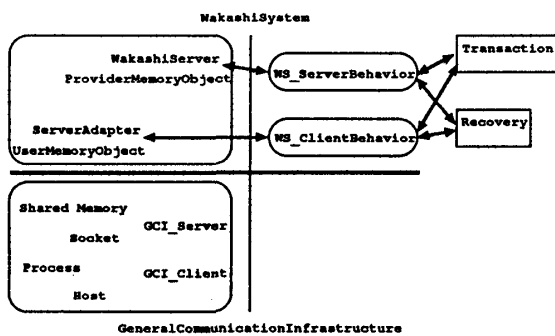 WakashiSystem
WakashiServer
ProviderMemoryObject
WS_ServerBehavior
Transaction
ServerAdapter
UserMemoryObject
WS_ClientBehavior
Recovery
Shared Memory
GCI_Server
Socket
Process
GCI_Client
Host
GeneralCommunicationInfrastructure